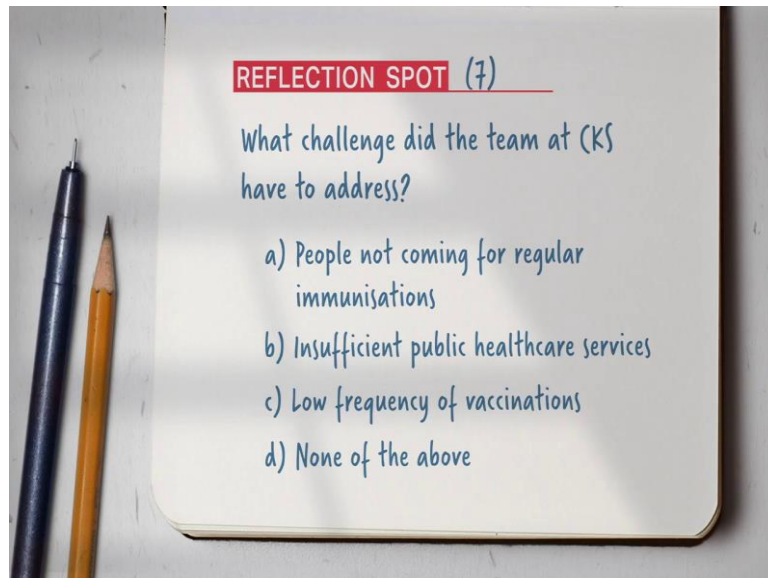 REFLECTION SPOT (7)
What challenge did the team at CKS
have to address?
a) People not coming for regular
immunisations
b) Insufficient public healthcare services
c) Low frequency of vaccinations
d) None of the above